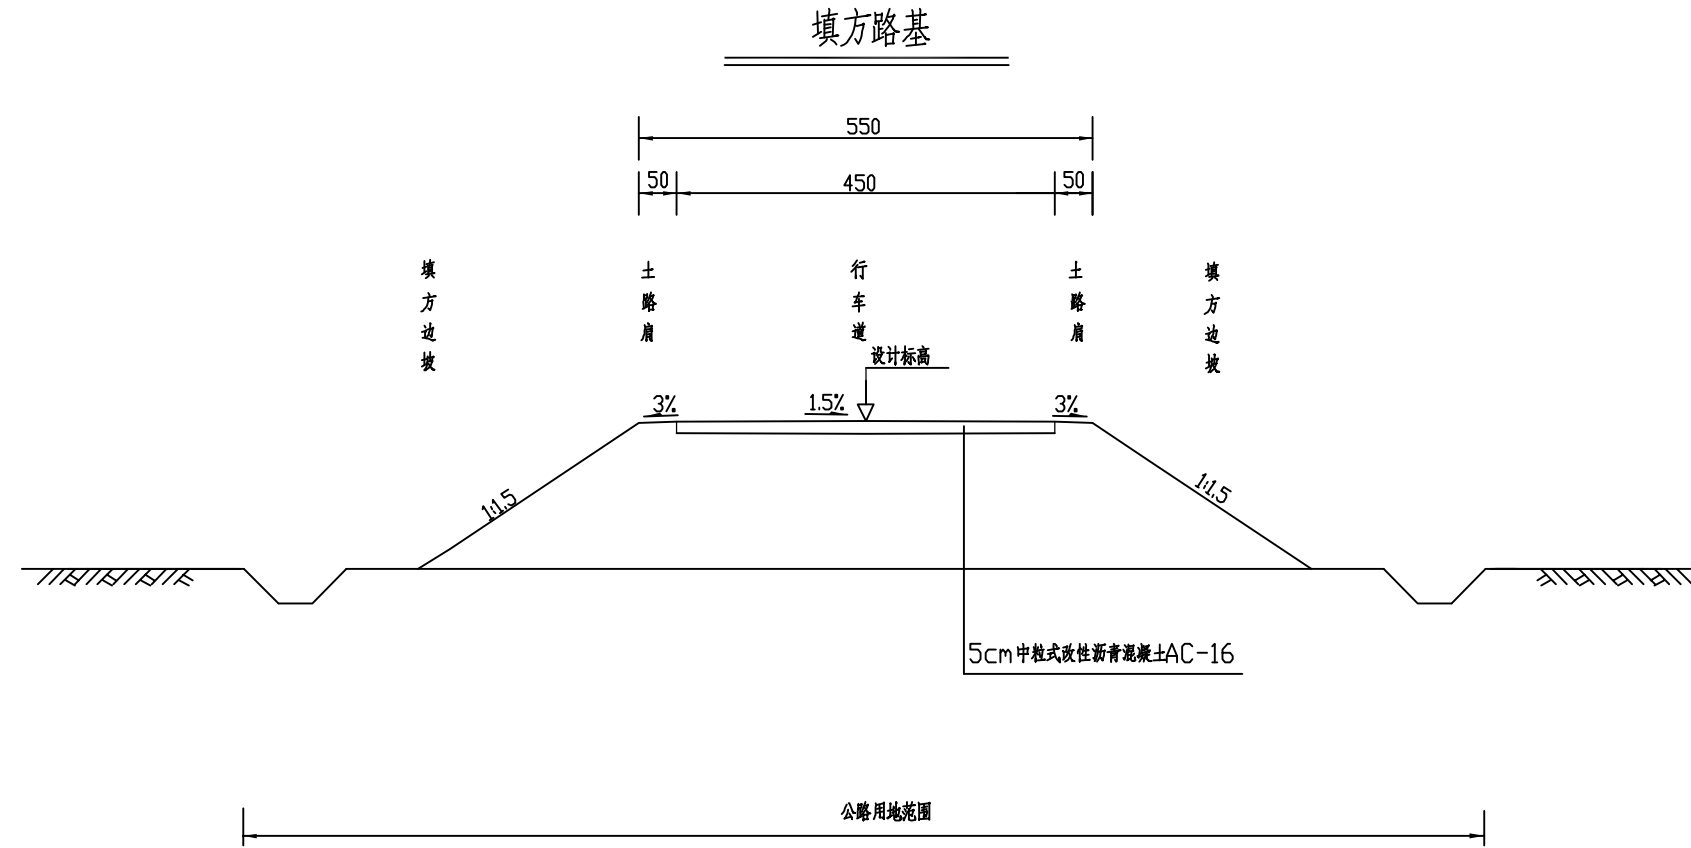 填方路基
550
50
450
50
填方边坡
土路肩
行车道
土路肩
填方边坡
设计标高
3%
1.5%
3%
1:1.5
1:1.5
5cm中粒式改性沥青混凝土AC-16
公路用地范围